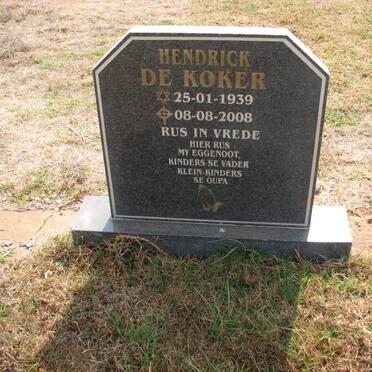 HENDRICK
DE KOKER
25-01-1939
08-08-2008
RUS IN VREDE
HIER RUS
MY EGGENOOT,
KINDERS SE VADER
KLEIN-KINDERS
SE OUPA